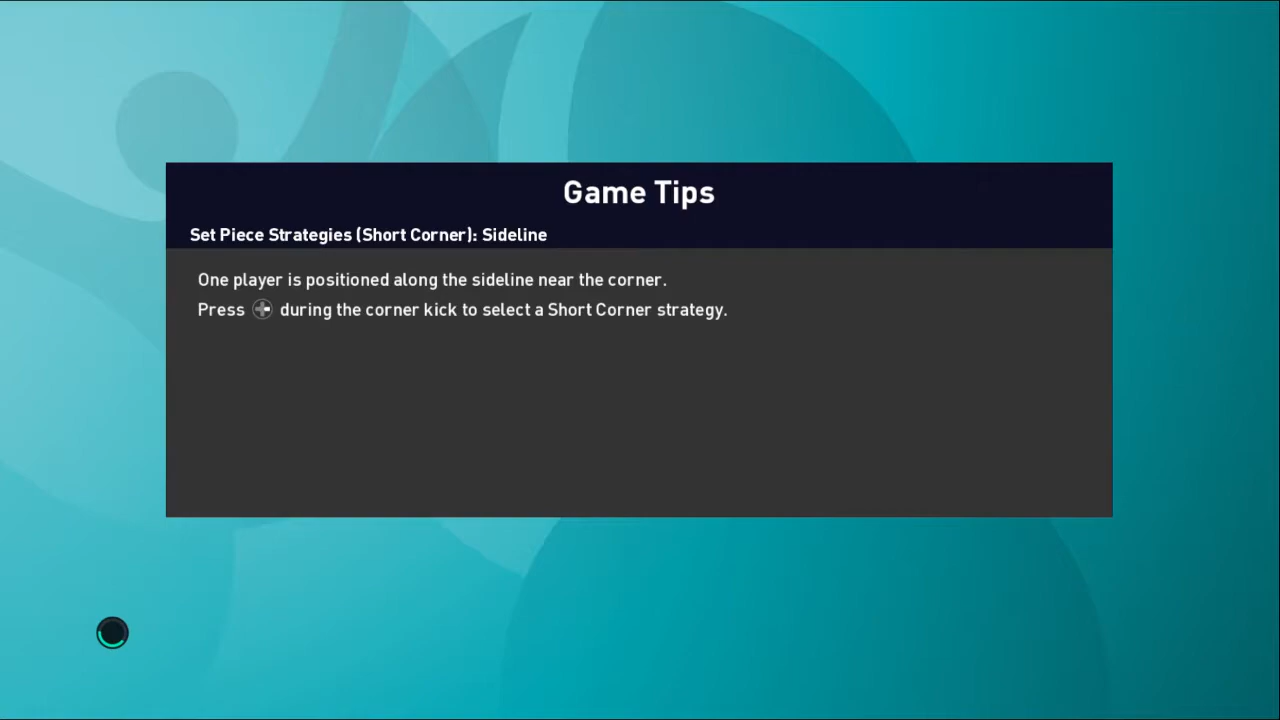 Game Tips
Set Piece Strategies (Short Corner): Sideline
One player is positioned along the sideline near the corner.
Press during the corner kick to select a Short Corner strategy.